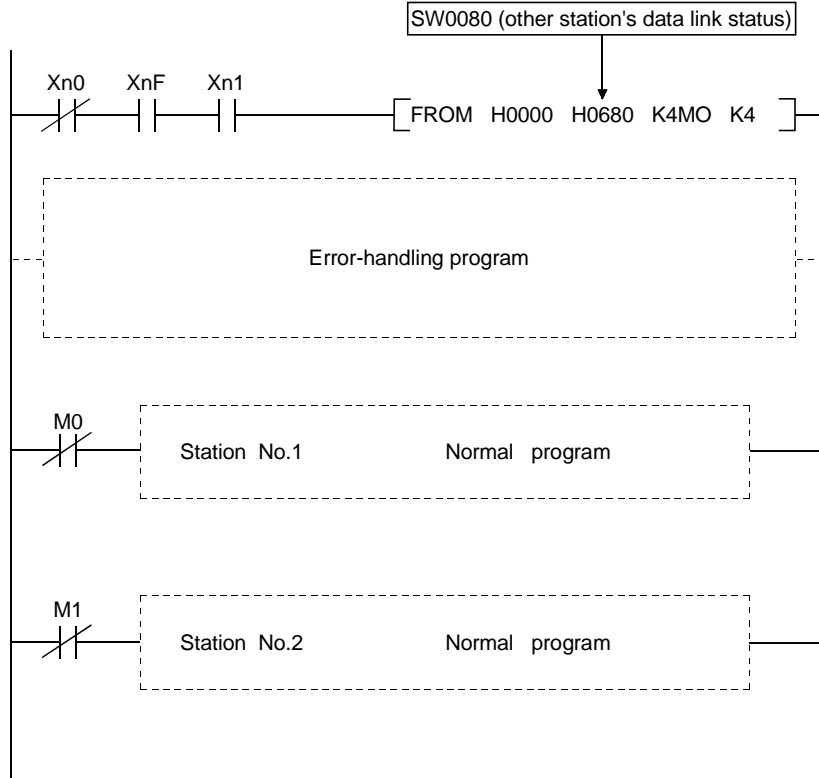 SW0080 (other station's data link status)
Xn0 XnF Xn1
FROM H0000 H0680 K4MO K4
Error-handling program
M0
Station No.1 Normal program
M1
Station No.2 Normal program